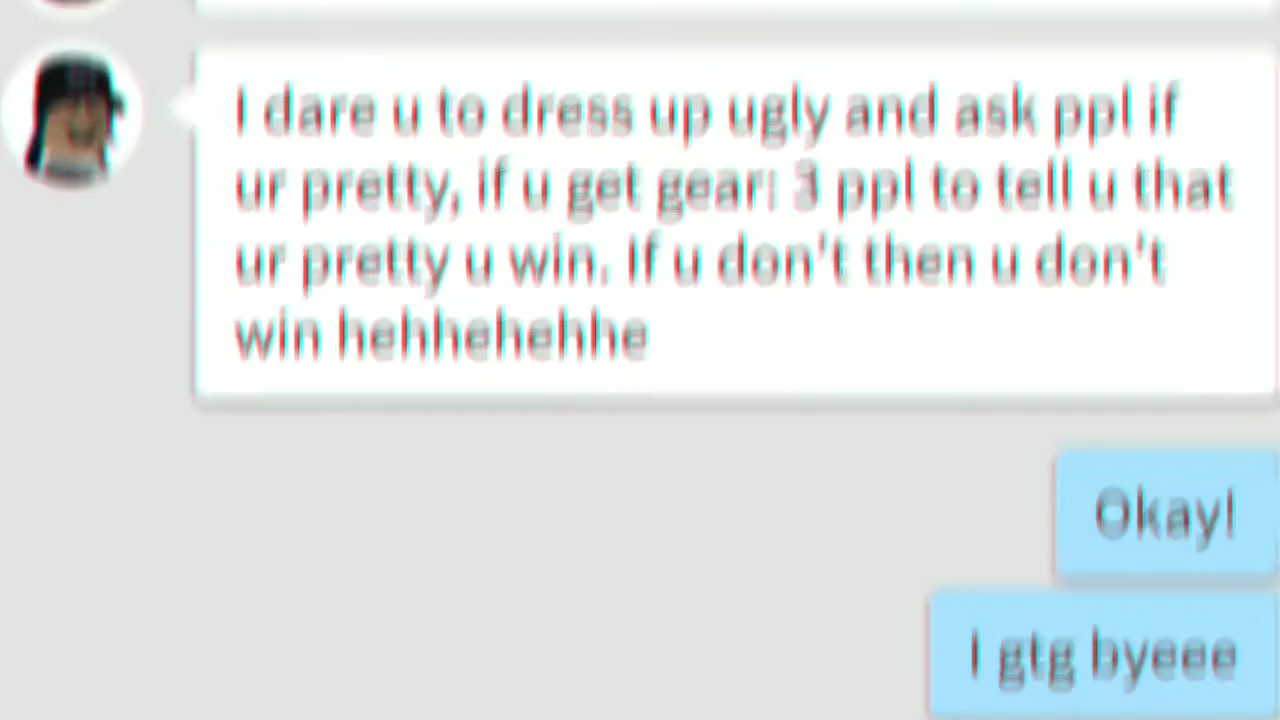 I dare u to dress up ugly and ask ppl if
ur pretty, if u get gear: 3 ppl to tell u that
ur pretty u win. If u don't then u don't
win hehhehehhe
Okay!
I gtg byeee